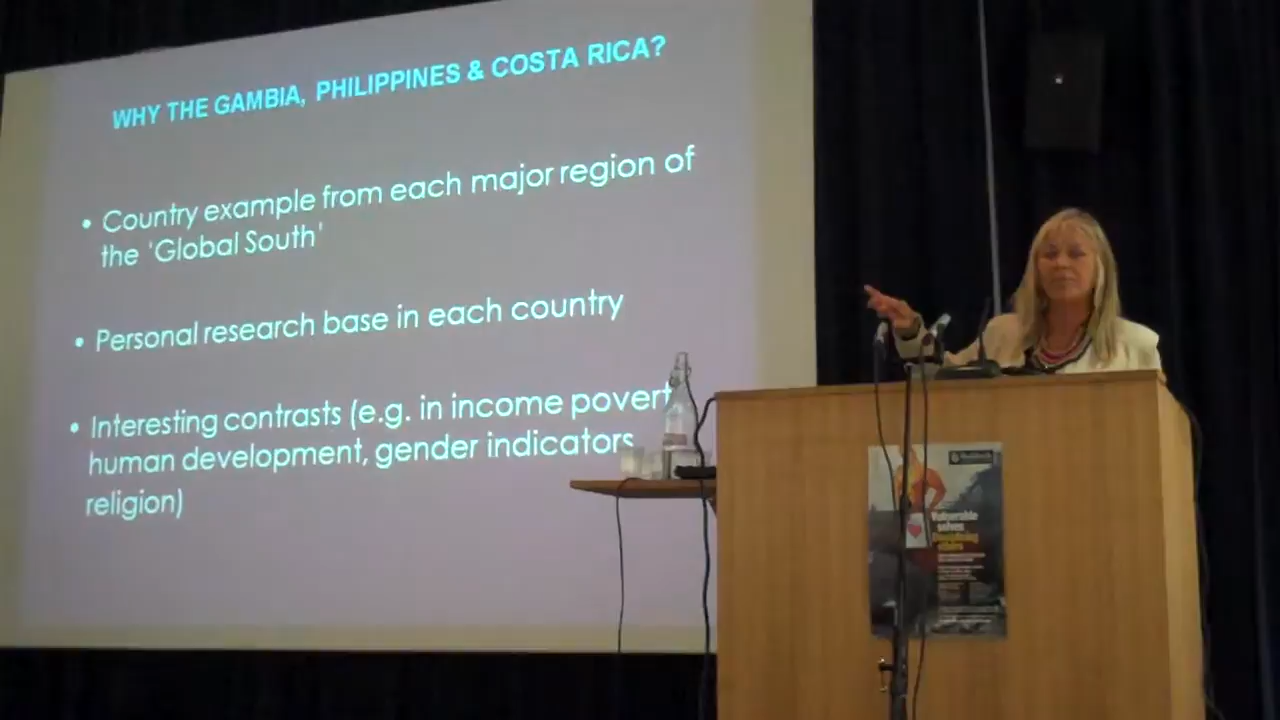 WHY THE GAMBIA, PHILIPPINES & COSTA RICA?
• Country example from each major region of
the 'Global South'
• Personal research base in each country
• Interesting contrasts (e.g. in income povert
human development, gender indicators
religion)
Vulnerable
selves